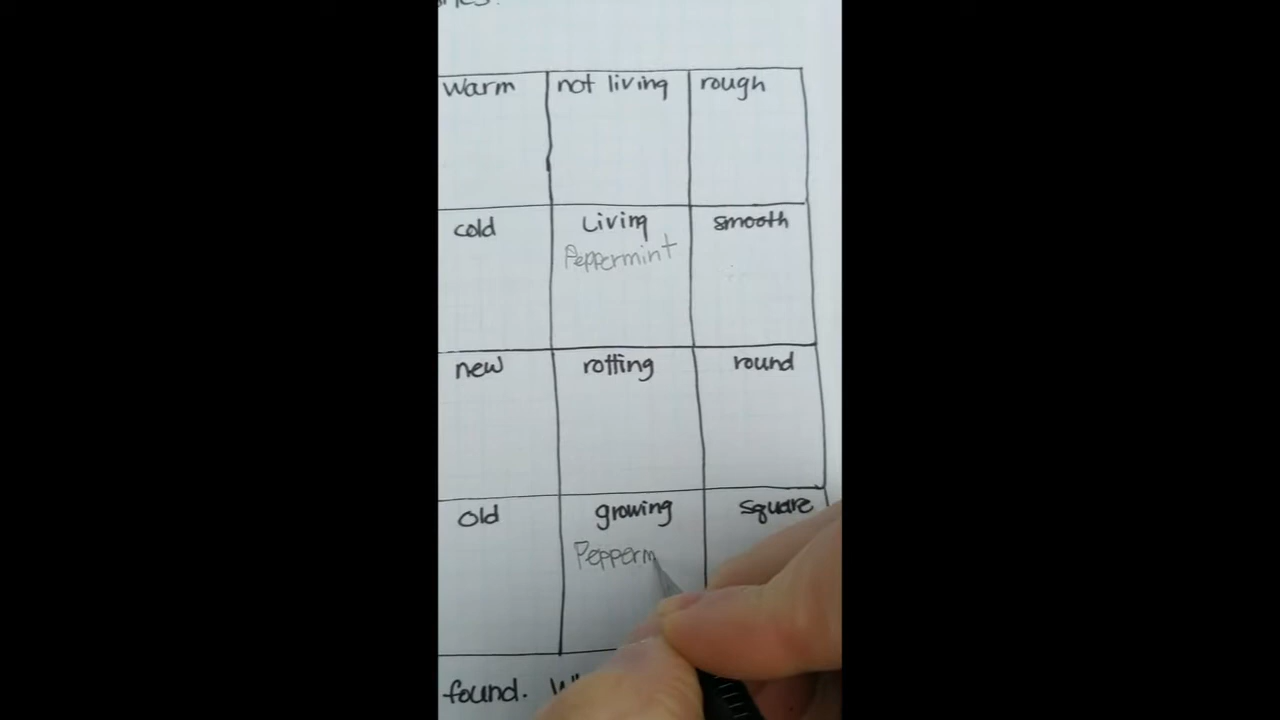 warm not living rough
cold Living smooth
Peppermint
new rotting round
old growing square
Pepperm
found.